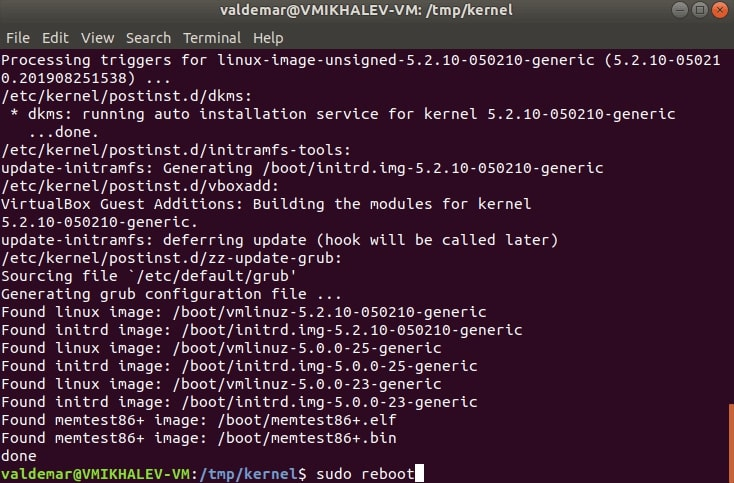 valdemar@VMIKHALEV-VM: /tmp/kernel
File Edit View Search Terminal Help
Processing triggers for linux-image-unsigned-5.2.10-050210-generic (5.2.10-05021
0.201908251538) ...
/etc/kernel/postinst.d/dkms:
 * dkms: running auto installation service for kernel 5.2.10-050210-generic
   ...done.
/etc/kernel/postinst.d/initramfs-tools:
update-initramfs: Generating /boot/initrd.img-5.2.10-050210-generic
/etc/kernel/postinst.d/vboxadd:
VirtualBox Guest Additions: Building the modules for kernel
5.2.10-050210-generic.
update-initramfs: deferring update (hook will be called later)
/etc/kernel/postinst.d/zz-update-grub:
Sourcing file `/etc/default/grub'
Generating grub configuration file ...
Found linux image: /boot/vmlinuz-5.2.10-050210-generic
Found initrd image: /boot/initrd.img-5.2.10-050210-generic
Found linux image: /boot/vmlinuz-5.0.0-25-generic
Found initrd image: /boot/initrd.img-5.0.0-25-generic
Found linux image: /boot/vmlinuz-5.0.0-23-generic
Found initrd image: /boot/initrd.img-5.0.0-23-generic
Found memtest86+ image: /boot/memtest86+.elf
Found memtest86+ image: /boot/memtest86+.bin
done
valdemar@VMIKHALEV-VM:/tmp/kernel$ sudo reboot